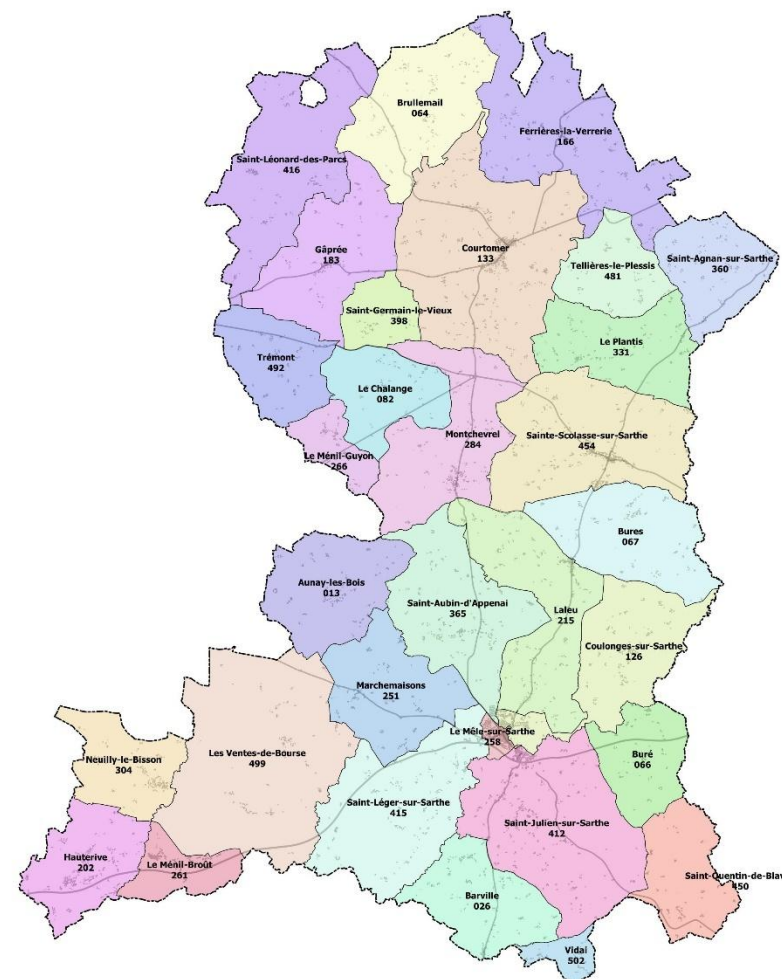 Brullemail
064
Ferrières-la-Verrerie
166
Saint-Léonard-des-Parcs
416
Gâprée
183
Courtomer
133
Tellières-le-Plessis
481
Saint-Agnan-sur-Sarthe
360
Saint-Germain-le-Vieux
398
Le Plantis
331
Trémont
492
Le Chalange
082
Montchevrel
284
Sainte-Scolasse-sur-Sarthe
454
Le Ménil-Guyon
266
Bures
067
Aunay-les-Bois
013
Saint-Aubin-d'Appenai
365
Laleu
215
Coulonges-sur-Sarthe
126
Marchemaisons
251
Le Mêle-sur-Sarthe
258
Les Ventes-de-Bourse
499
Neuilly-le-Bisson
304
Buré
066
Saint-Léger-sur-Sarthe
415
Saint-Julien-sur-Sarthe
412
Hauterive
202
Le Ménil-Broût
261
Saint-Quentin-de-Blav
450
Barville
026
Vidai
502